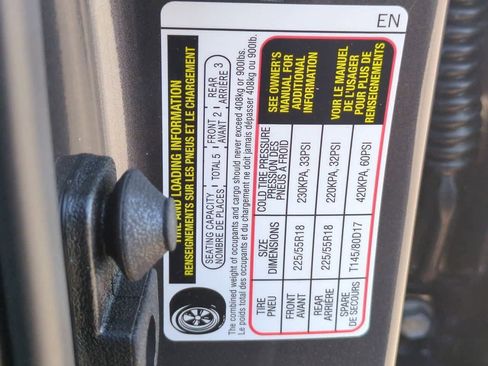 EN
TIRE AND LOADING INFORMATION
RENSEIGNEMENTS SUR LES PNEUS ET LE CHARGEMENT
SEATING CAPACITY
NOMBRE DE PLACES
TOTAL 5
FRONT
AVANT 2
REAR
ARRIÈRE 3
The combined weight of occupants and cargo should never exceed 408kg or 900lbs.
Le poids total des occupants et du chargement ne doit jamais dépasser 408kg ou 900lb.
TIRE
PNEU
SIZE
DIMENSIONS
COLD TIRE PRESSURE
PRESSION DES
PNEUS À FROID
FRONT
AVANT
225/55R18
230KPA, 33PSI
REAR
ARRIÈRE
225/55R18
220KPA, 32PSI
SPARE
DE SECOURS
T145/80D17
420KPA, 60PSI
SEE OWNER'S
MANUAL FOR
ADDITIONAL
INFORMATION
VOIR LE MANUEL
DE L'USAGER
POUR PLUS DE
RENSEIGNEMENTS